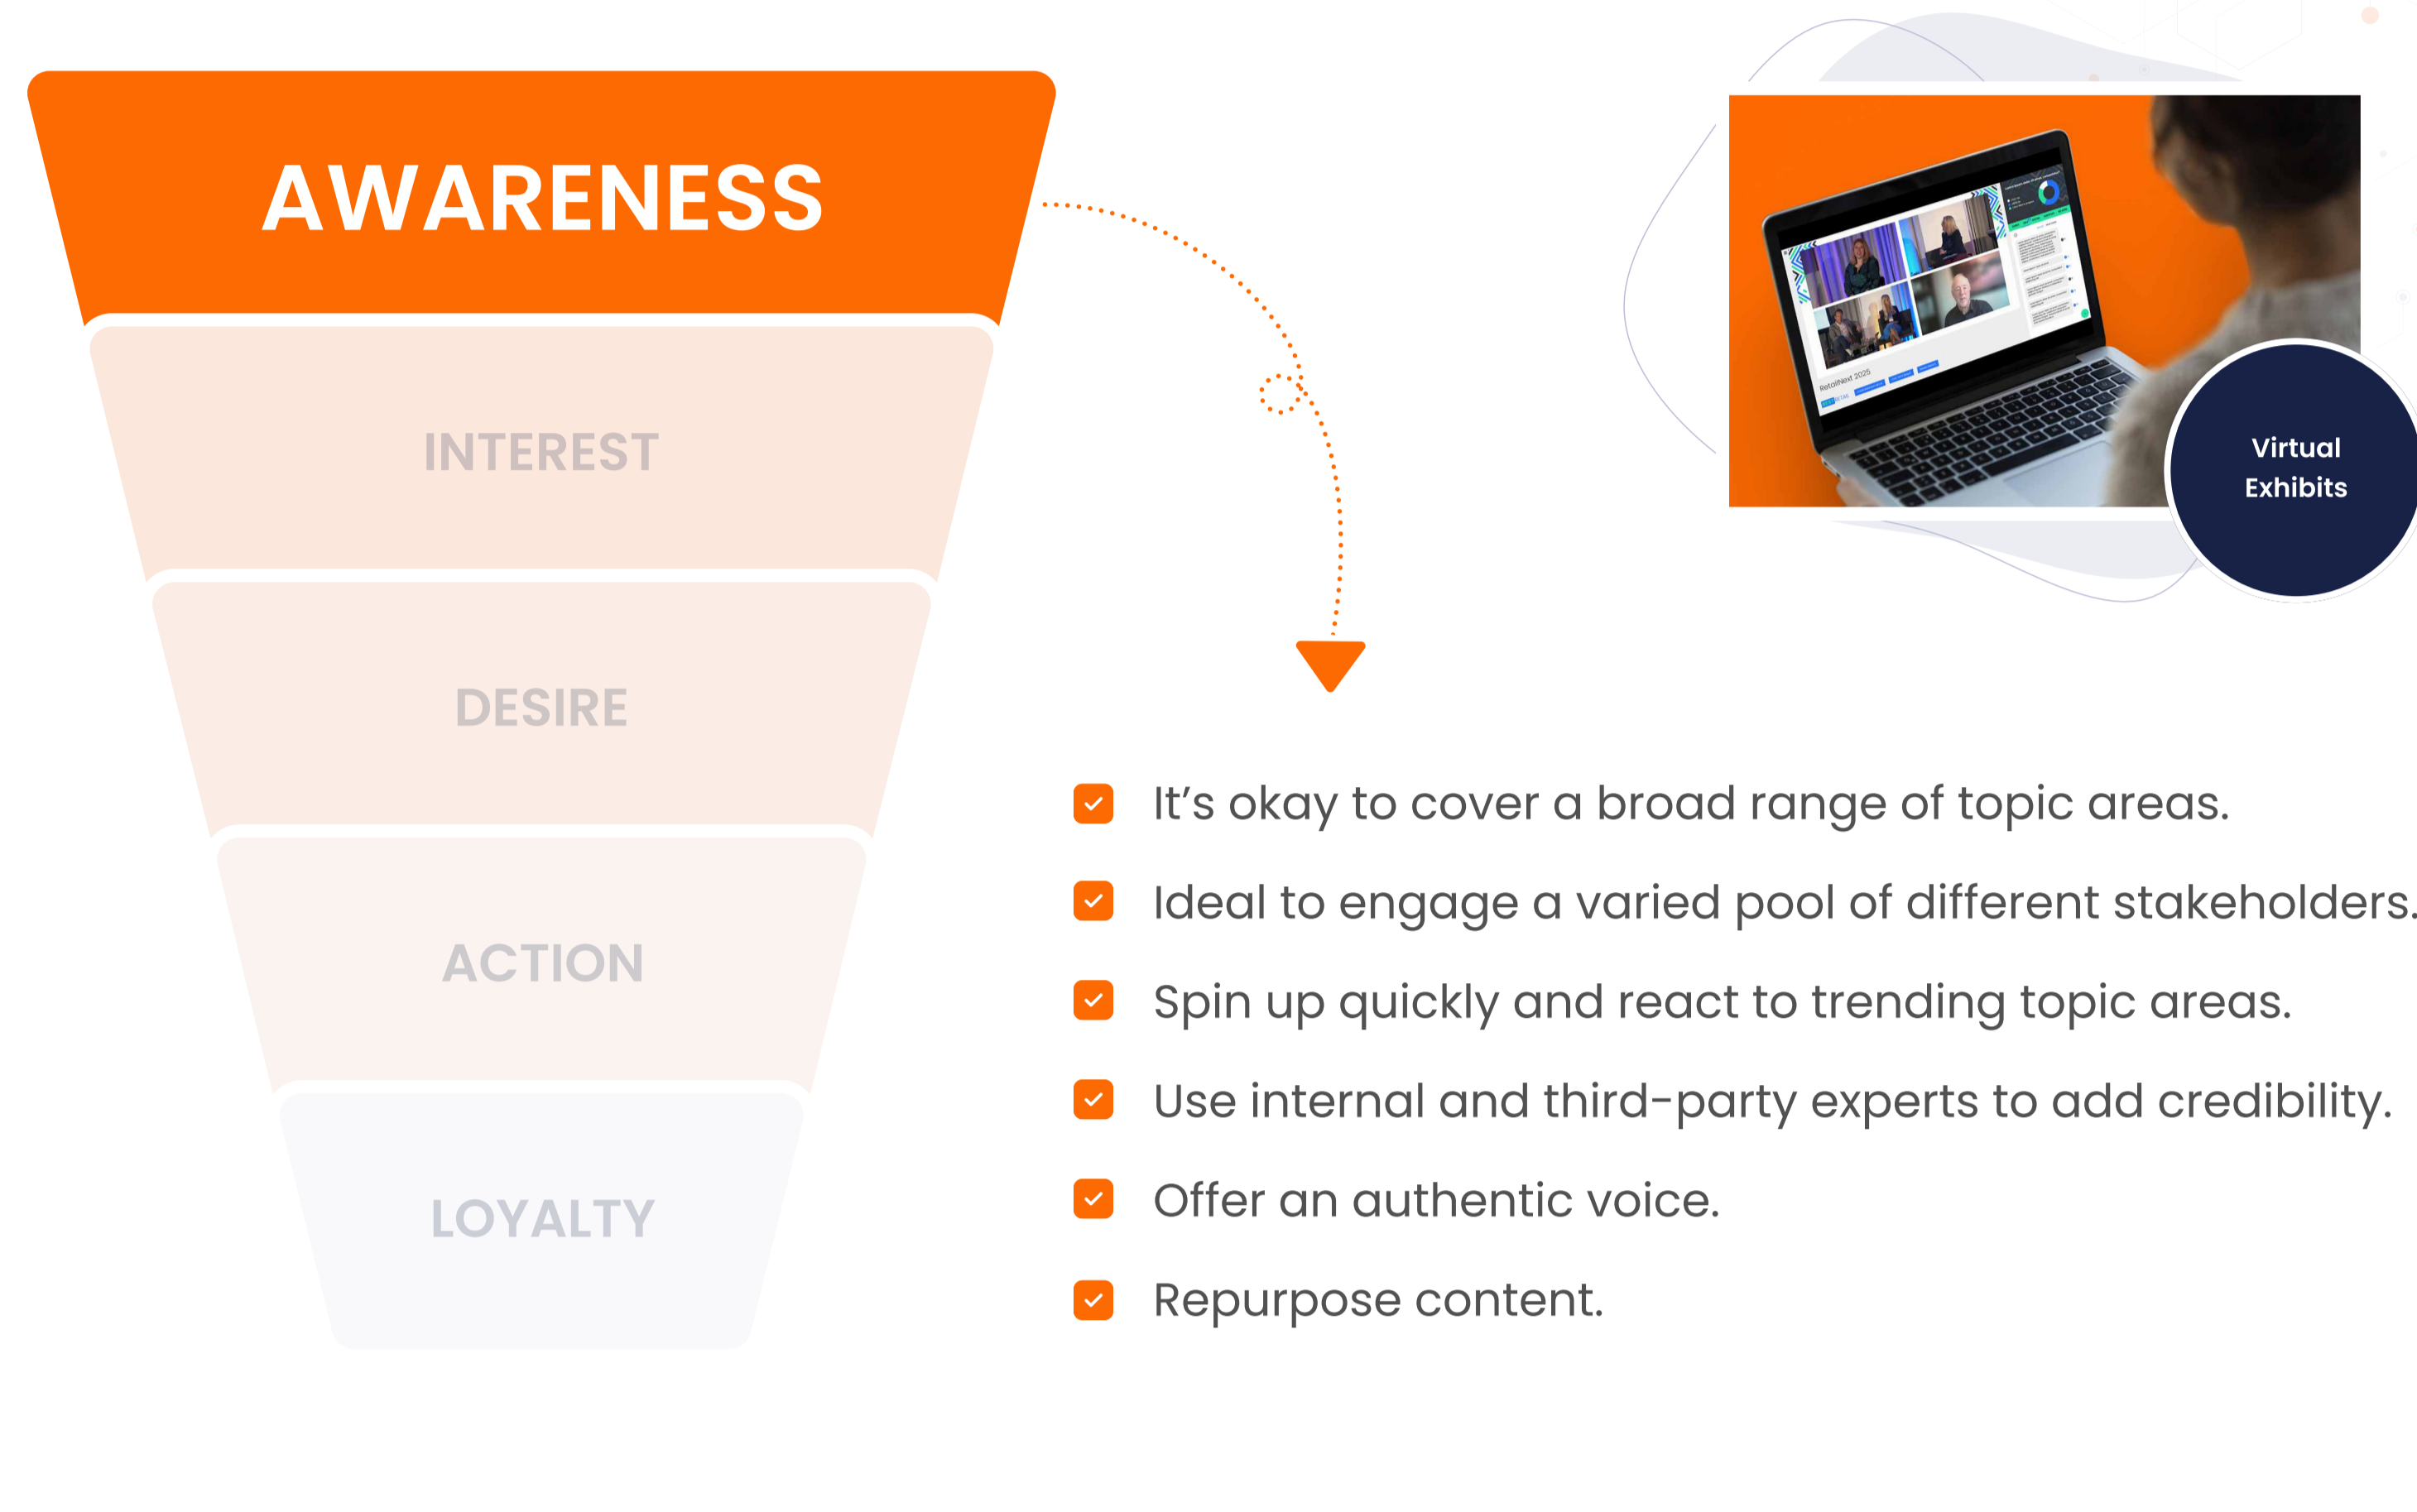 AWARENESS
INTEREST
DESIRE
ACTION
LOYALTY
RetailNext 2025
Virtual
Exhibits
It’s okay to cover a broad range of topic areas.
Ideal to engage a varied pool of different stakeholders.
Spin up quickly and react to trending topic areas.
Use internal and third-party experts to add credibility.
Offer an authentic voice.
Repurpose content.